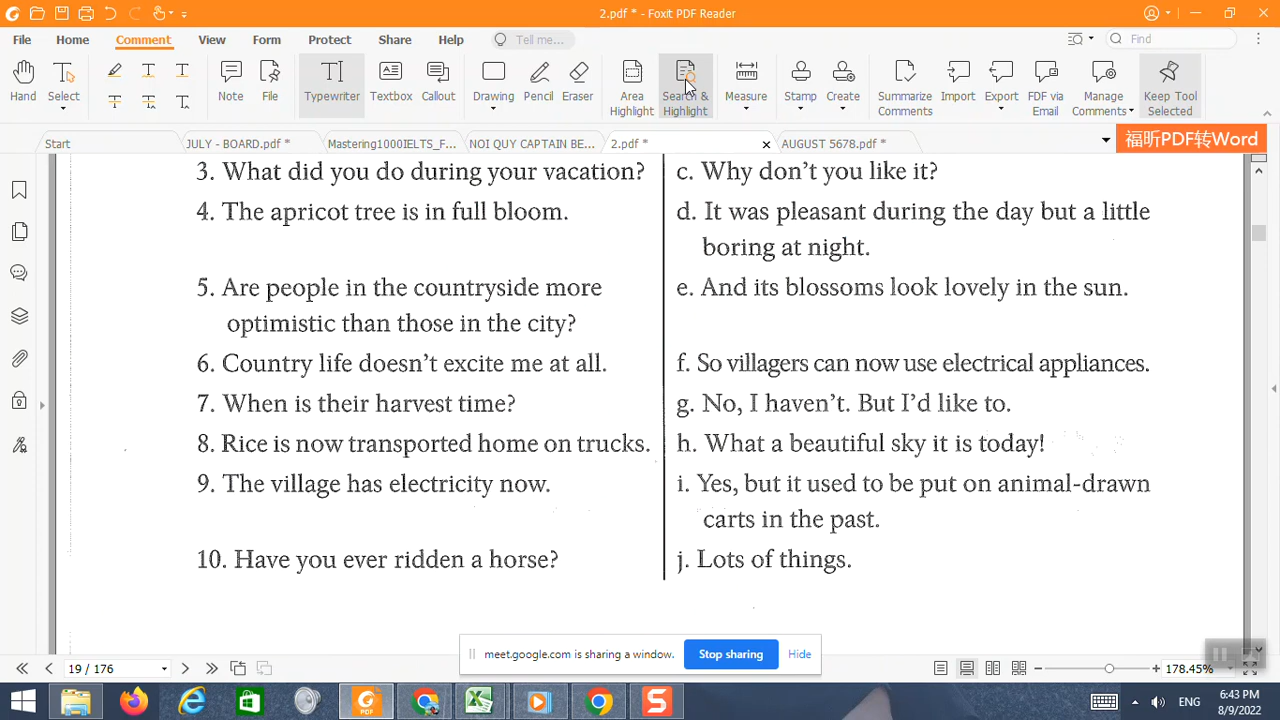 2.pdf * - Foxit PDF Reader
File Home Comment View Form Protect Share Help Tell me... Find
Hand Select Note File Typewriter Textbox Callout Drawing Pencil Eraser Area Highlight Search & Highlight Measure Stamp Create Summarize Comments Import Export PDF via Email Manage Comments Keep Tool Selected
Start JULY - BOARD.pdf * Mastering1000IELTS_F... NOI QUY CAPTAIN BE... 2.pdf * AUGUST 5678.pdf * 福昕PDF转Word
3. What did you do during your vacation?
c. Why don't you like it?
4. The apricot tree is in full bloom.
d. It was pleasant during the day but a little
boring at night.
5. Are people in the countryside more
optimistic than those in the city?
e. And its blossoms look lovely in the sun.
6. Country life doesn't excite me at all.
f. So villagers can now use electrical appliances.
7. When is their harvest time?
g. No, I haven't. But I'd like to.
8. Rice is now transported home on trucks.
h. What a beautiful sky it is today!
9. The village has electricity now.
i. Yes, but it used to be put on animal-drawn
carts in the past.
10. Have you ever ridden a horse?
j. Lots of things.
meet.google.com is sharing a window. Stop sharing Hide
19 / 176
178.45%
PDF
ENG
6:43 PM
8/9/2022